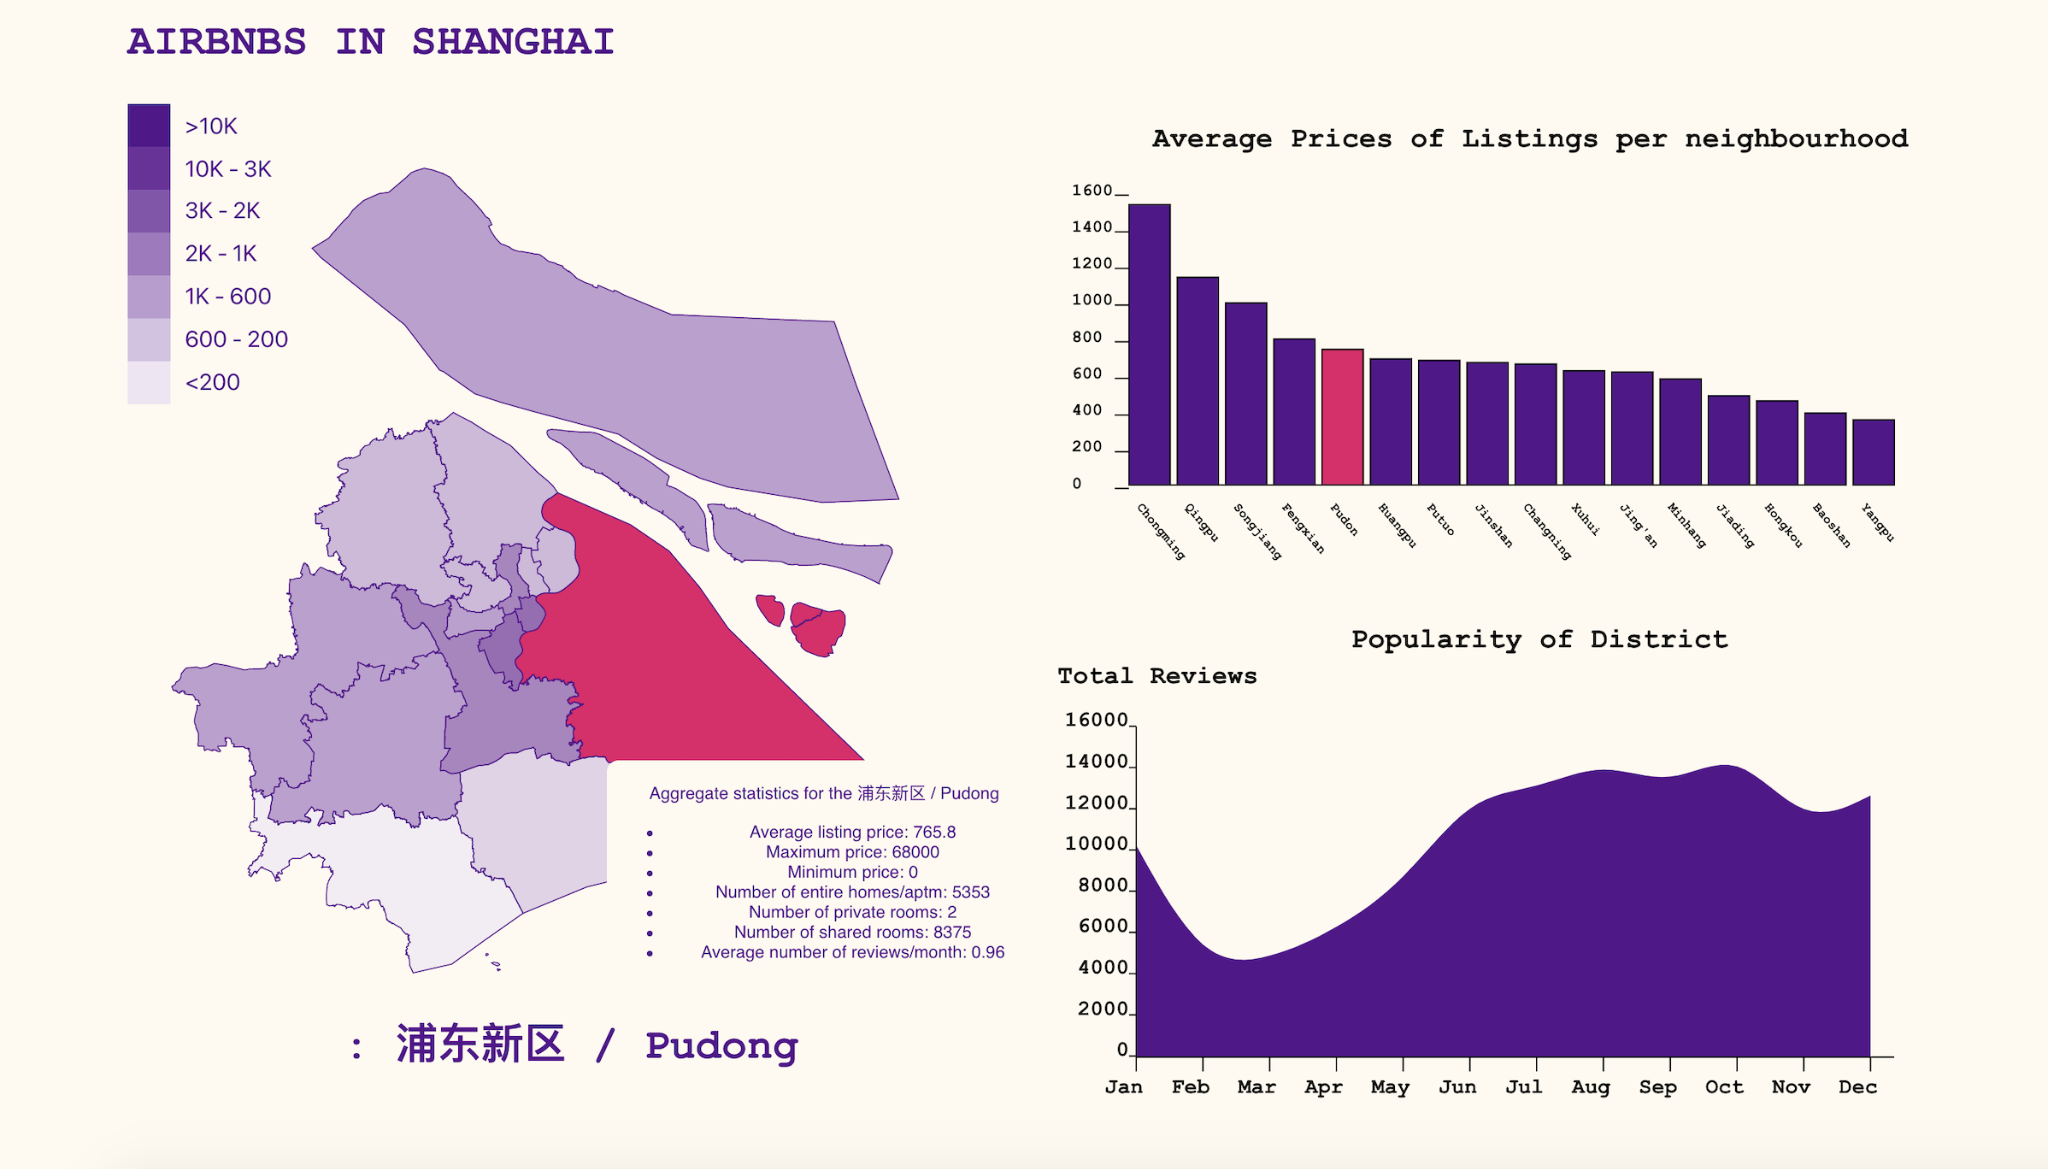 AIRBNBS IN SHANGHAI
>10K
10K - 3K
3K - 2K
2K - 1K
1K - 600
600 - 200
<200
Aggregate statistics for the 浦东新区 / Pudong
Average listing price: 765.8
Maximum price: 68000
Minimum price: 0
Number of entire homes/aptm: 5353
Number of private rooms: 2
Number of shared rooms: 8375
Average number of reviews/month: 0.96
: 浦东新区 / Pudong
Average Prices of Listings per neighbourhood
1600
1400
1200
1000
800
600
400
200
0
Chongming
Qingpu
Songjiang
Fengxian
Pudon
Huangpu
Putuo
Jinshan
Changning
Xuhui
Jing'an
Minhang
Jiading
Hongkou
Baoshan
Yangpu
Popularity of District
Total Reviews
16000
14000
12000
10000
8000
6000
4000
2000
0
Jan Feb Mar Apr May Jun Jul Aug Sep Oct Nov Dec